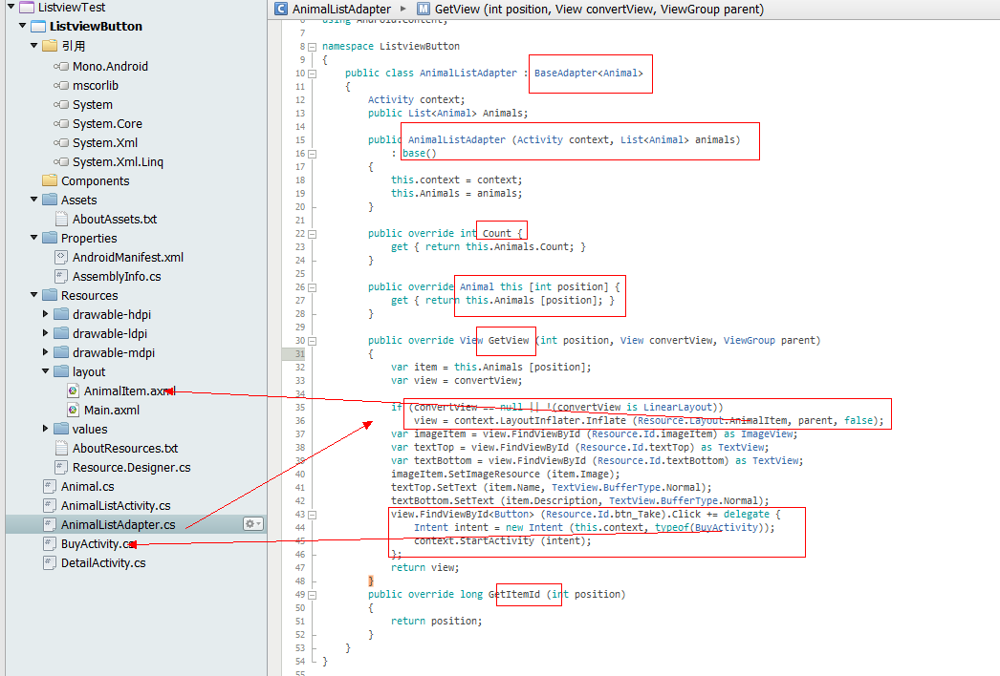 ListviewTest
ListviewButton
引用
Mono.Android
mscorlib
System
System.Core
System.Xml
System.Xml.Linq
Components
Assets
AboutAssets.txt
Properties
AndroidManifest.xml
AssemblyInfo.cs
Resources
drawable-hdpi
drawable-ldpi
drawable-mdpi
layout
AnimalItem.axml
Main.axml
values
AboutResources.txt
Resource.Designer.cs
Animal.cs
AnimalListActivity.cs
AnimalListAdapter.cs
BuyActivity.cs
DetailActivity.cs
AnimalListAdapter ▸ GetView (int position, View convertView, ViewGroup parent)
6 using Android.Content;
7
8 namespace ListviewButton
9 {
10 public class AnimalListAdapter : BaseAdapter<Animal>
11 {
12 Activity context;
13 public List<Animal> Animals;
14
15 public AnimalListAdapter (Activity context, List<Animal> animals)
16 : base()
17 {
18 this.context = context;
19 this.Animals = animals;
20 }
21
22 public override int Count {
23 get { return this.Animals.Count; }
24 }
25
26 public override Animal this [int position] {
27 get { return this.Animals [position]; }
28 }
29
30 public override View GetView (int position, View convertView, ViewGroup parent)
31 {
32 var item = this.Animals [position];
33 var view = convertView;
34
35 if (convertView == null || !(convertView is LinearLayout))
36 view = context.LayoutInflater.Inflate (Resource.Layout.AnimalItem, parent, false);
37 var imageItem = view.FindViewById (Resource.Id.imageItem) as ImageView;
38 var textTop = view.FindViewById (Resource.Id.textTop) as TextView;
39 var textBottom = view.FindViewById (Resource.Id.textBottom) as TextView;
40 imageItem.SetImageResource (item.Image);
41 textTop.SetText (item.Name, TextView.BufferType.Normal);
42 textBottom.SetText (item.Description, TextView.BufferType.Normal);
43 view.FindViewById<Button> (Resource.Id.btn_Take).Click += delegate {
44 Intent intent = new Intent (this.context, typeof(BuyActivity));
45 context.StartActivity (intent);
46 };
47 return view;
48 }
49 public override long GetItemId (int position)
50 {
51 return position;
52 }
53 }
54 }
55